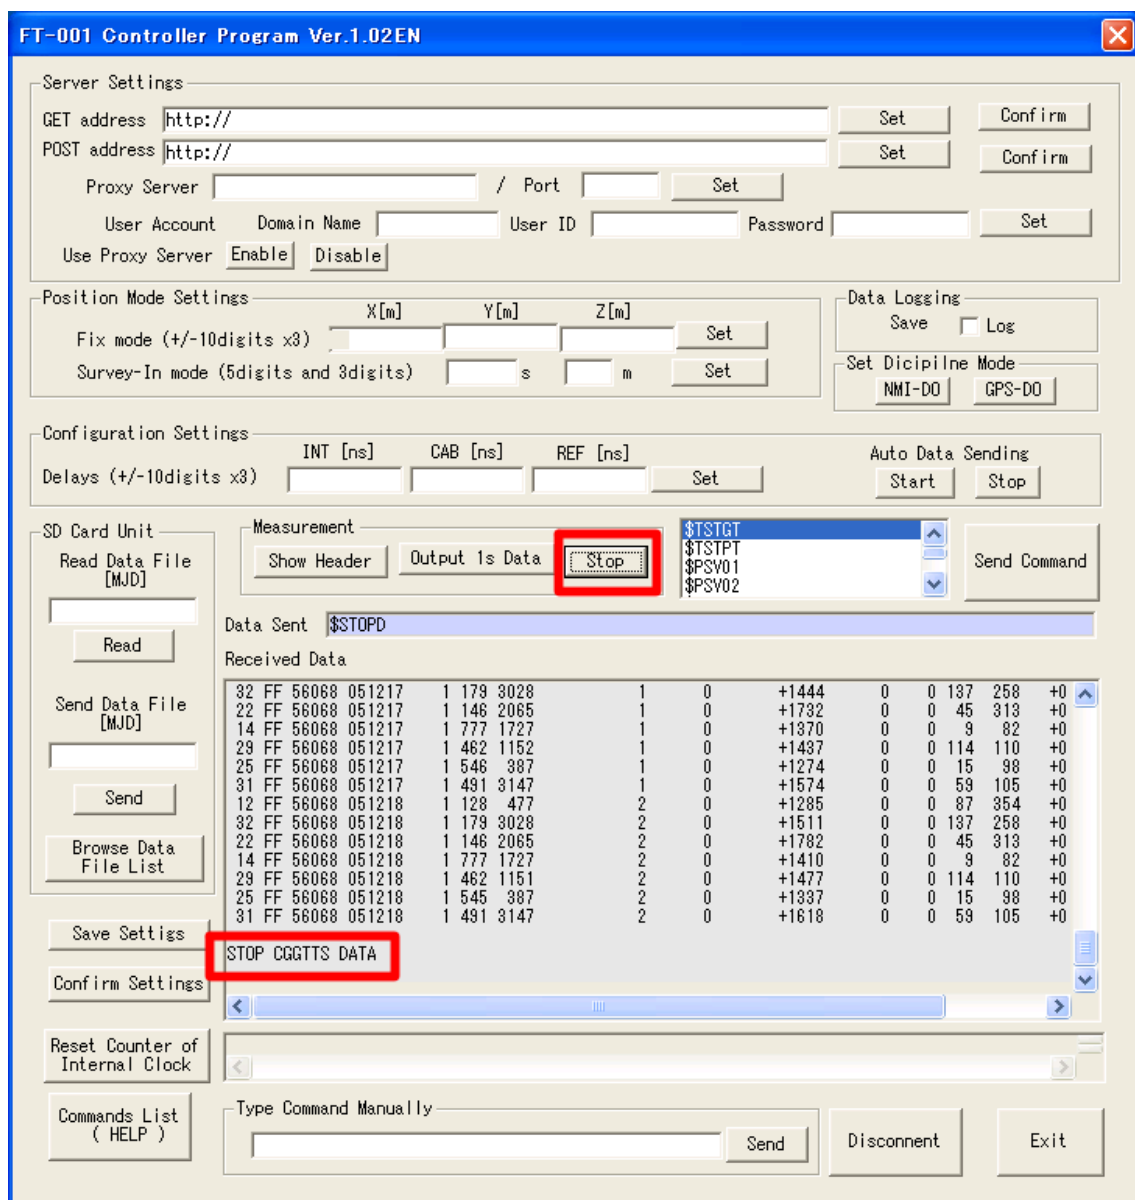 FT-001 Controller Program Ver.1.02EN
Server Settings
GET address http:// Set Confirm
POST address http:// Set Confirm
Proxy Server / Port Set
User Account Domain Name User ID Password Set
Use Proxy Server Enable Disable
Position Mode Settings
X[m] Y[m] Z[m]
Fix mode (+/-10digits x3) Set
Survey-In mode (5digits and 3digits) s m Set
Data Logging
Save Log
Set Dicipilne Mode
NMI-DO GPS-DO
Configuration Settings
INT [ns] CAB [ns] REF [ns]
Delays (+/-10digits x3) Set
Auto Data Sending
Start Stop
SD Card Unit
Read Data File
[MJD]
Read
Send Data File
[MJD]
Send
Browse Data
File List
Measurement
Show Header Output 1s Data Stop
$TSTGT
$TSTPT
$PSV01
$PSV02
Send Command
Data Sent $STOPD
Received Data
32 FF 56068 051217 1 179 3028 1 0 +1444 0 0 137 258 +0
22 FF 56068 051217 1 146 2065 1 0 +1732 0 0 45 313 +0
14 FF 56068 051217 1 777 1727 1 0 +1370 0 0 9 82 +0
29 FF 56068 051217 1 462 1152 1 0 +1437 0 0 114 110 +0
25 FF 56068 051217 1 546 387 1 0 +1274 0 0 15 98 +0
31 FF 56068 051217 1 491 3147 1 0 +1574 0 0 59 105 +0
12 FF 56068 051218 1 128 477 2 0 +1285 0 0 87 354 +0
32 FF 56068 051218 1 179 3028 2 0 +1511 0 0 137 258 +0
22 FF 56068 051218 1 146 2065 2 0 +1782 0 0 45 313 +0
14 FF 56068 051218 1 777 1727 2 0 +1410 0 0 9 82 +0
29 FF 56068 051218 1 462 1151 2 0 +1477 0 0 114 110 +0
25 FF 56068 051218 1 545 387 2 0 +1337 0 0 15 98 +0
31 FF 56068 051218 1 491 3147 2 0 +1618 0 0 59 105 +0
STOP CGGTTS DATA
Save Settigs
Confirm Settings
Reset Counter of
Internal Clock
Commands List
( HELP )
Type Command Manually
Send
Disconnent
Exit